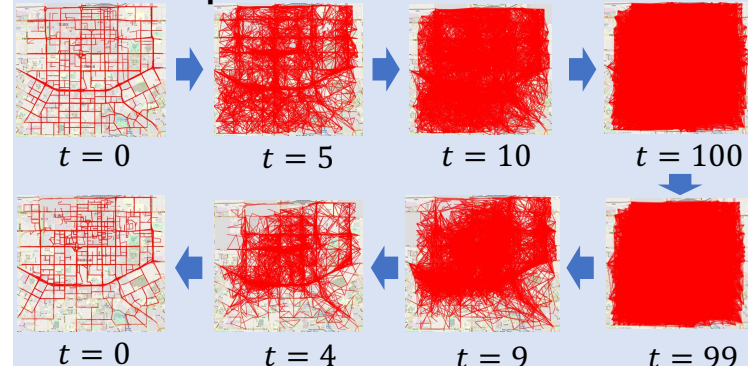 t = 0
t = 5
t = 10
t = 100
t = 0
t = 4
t = 9
t = 99